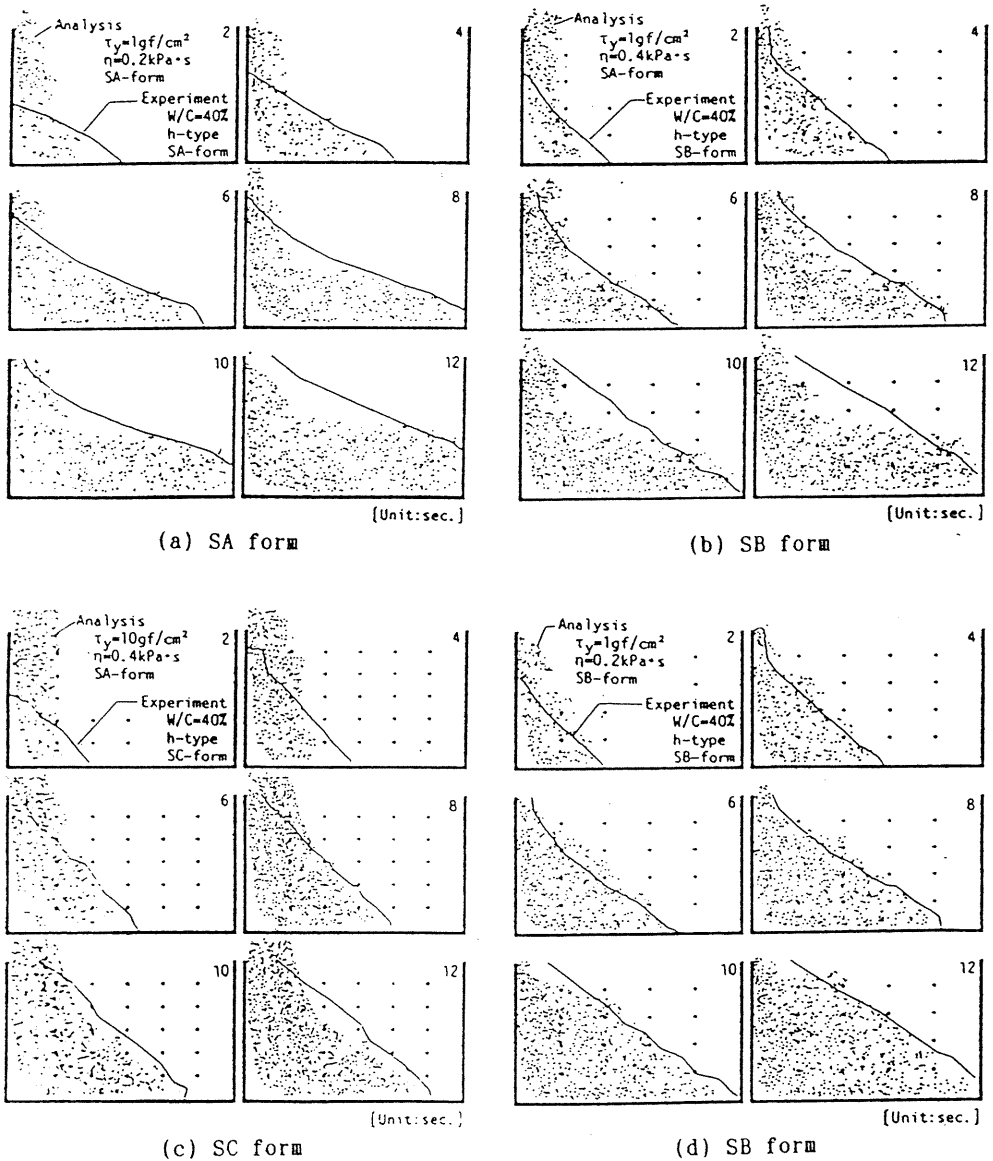 Analysis
τy=1gf/cm²
η=0.2kPa·s
SA-form
Experiment
W/C=40%
h-type
SA-form
2
4
6
8
10
12
[Unit:sec.]
(a) SA form
Analysis
τy=1gf/cm²
η=0.4kPa·s
SA-form
Experiment
W/C=40%
h-type
SB-form
2
4
6
8
10
12
[Unit:sec.]
(b) SB form
Analysis
τy=10gf/cm²
η=0.4kPa·s
SA-form
Experiment
W/C=40%
h-type
SC-form
2
4
6
8
10
12
[Unit:sec.]
(c) SC form
Analysis
τy=1gf/cm²
η=0.2kPa·s
SB-form
Experiment
W/C=40%
h-type
SB-form
2
4
6
8
10
12
[Unit:sec.]
(d) SB form